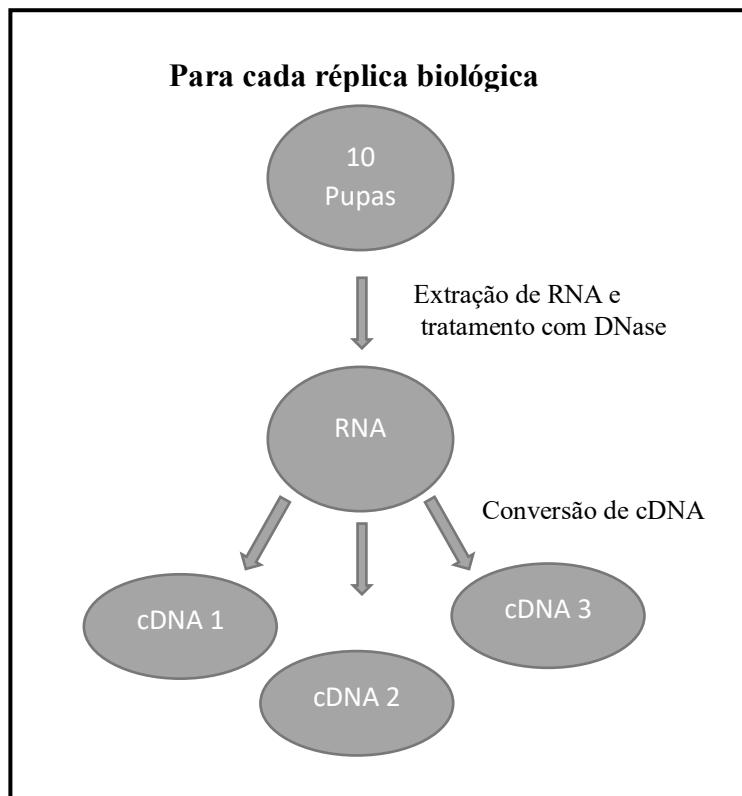 Para cada réplica biológica
10
Pupas
Extração de RNA e
tratamento com DNase
RNA
Conversão de cDNA
cDNA 1
cDNA 3
cDNA 2